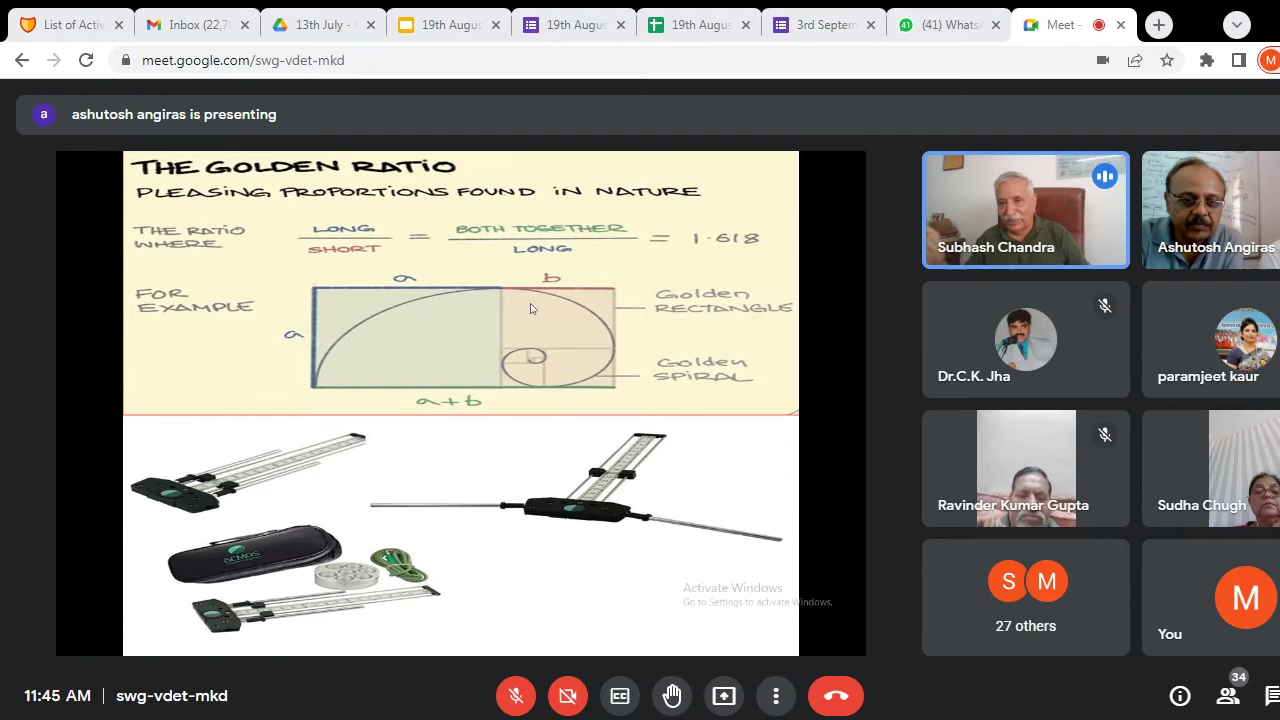 List of Activ
Inbox (22,7
13th July -
19th Augus
19th Augus
19th Augus
3rd Septem
(41) Whats
Meet -
meet.google.com/swg-vdet-mkd
M
a
ashutosh angiras is presenting
THE GOLDEN RATIO
PLEASING PROPORTIONS FOUND IN NATURE
THE RATIO WHERE
LONG
SHORT
=
BOTH TOGETHER
LONG
= 1.618
FOR EXAMPLE
a
b
a
Golden RECTANGLE
Golden SPIRAL
a+b
ACMOS
Activate Windows
Go to Settings to activate Windows.
Subhash Chandra
Ashutosh Angiras
Dr.C.K. Jha
paramjeet kaur
Ravinder Kumar Gupta
Sudha Chugh
S M
27 others
M
You
11:45 AM | swg-vdet-mkd
CC
34